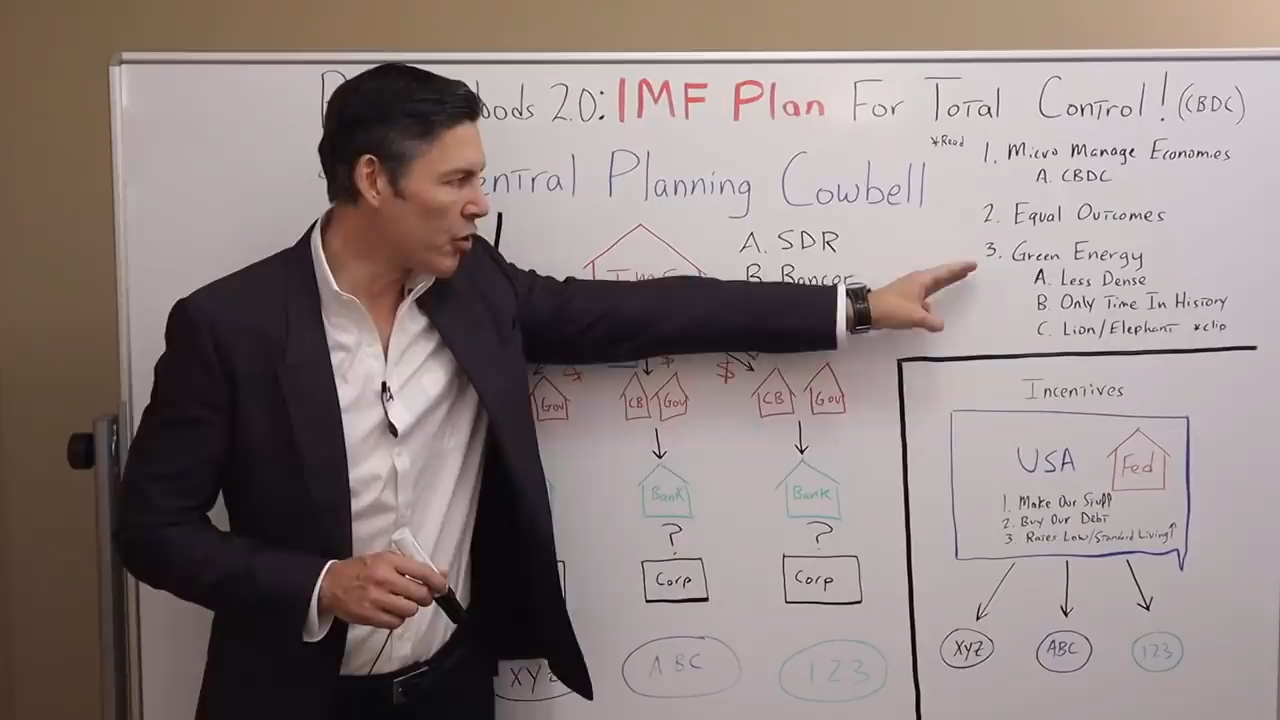 oods 2.0: IMF Plan For Total Control! (CBDC)
ntral Planning Cowbell
*Read
1. Micro Manage Economies
A. CBDC
2. Equal Outcomes
3. Green Energy
A. Less Dense
B. Only Time In History
C. Lion/Elephant *clip
A. SDR
B. Bancor
$ $
Gov CB Gov CB Gov
Bank Bank
? ?
Corp Corp
XYZ ABC 123
Incentives
USA Fed
1. Make Our Stuff
2. Buy Our Debt
3 Rates Low/Standard Living↑
XYZ ABC 123